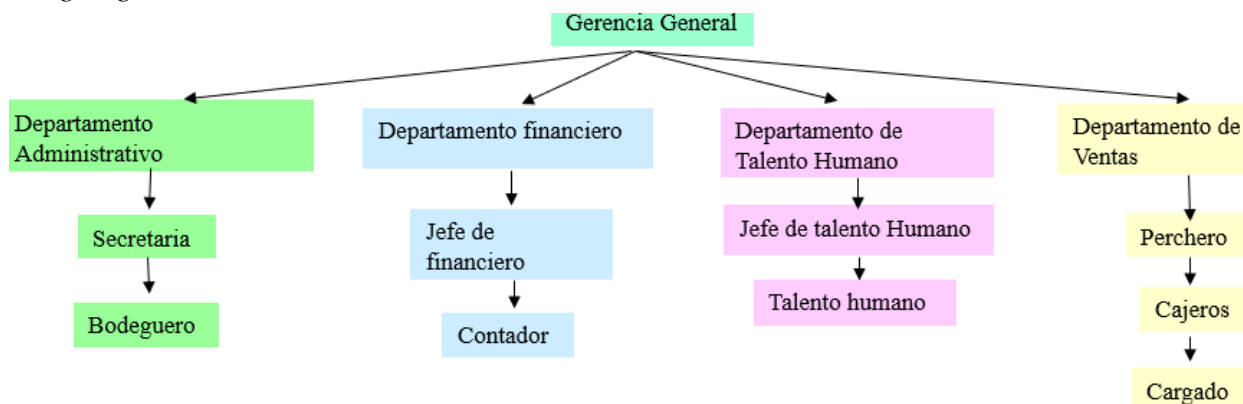 Gerencia General
Departamento
Administrativo
Departamento financiero
Departamento de
Talento Humano
Departamento de
Ventas
Secretaria
Jefe de
financiero
Jefe de talento Humano
Perchero
Bodeguero
Contador
Talento humano
Cajeros
Cargado